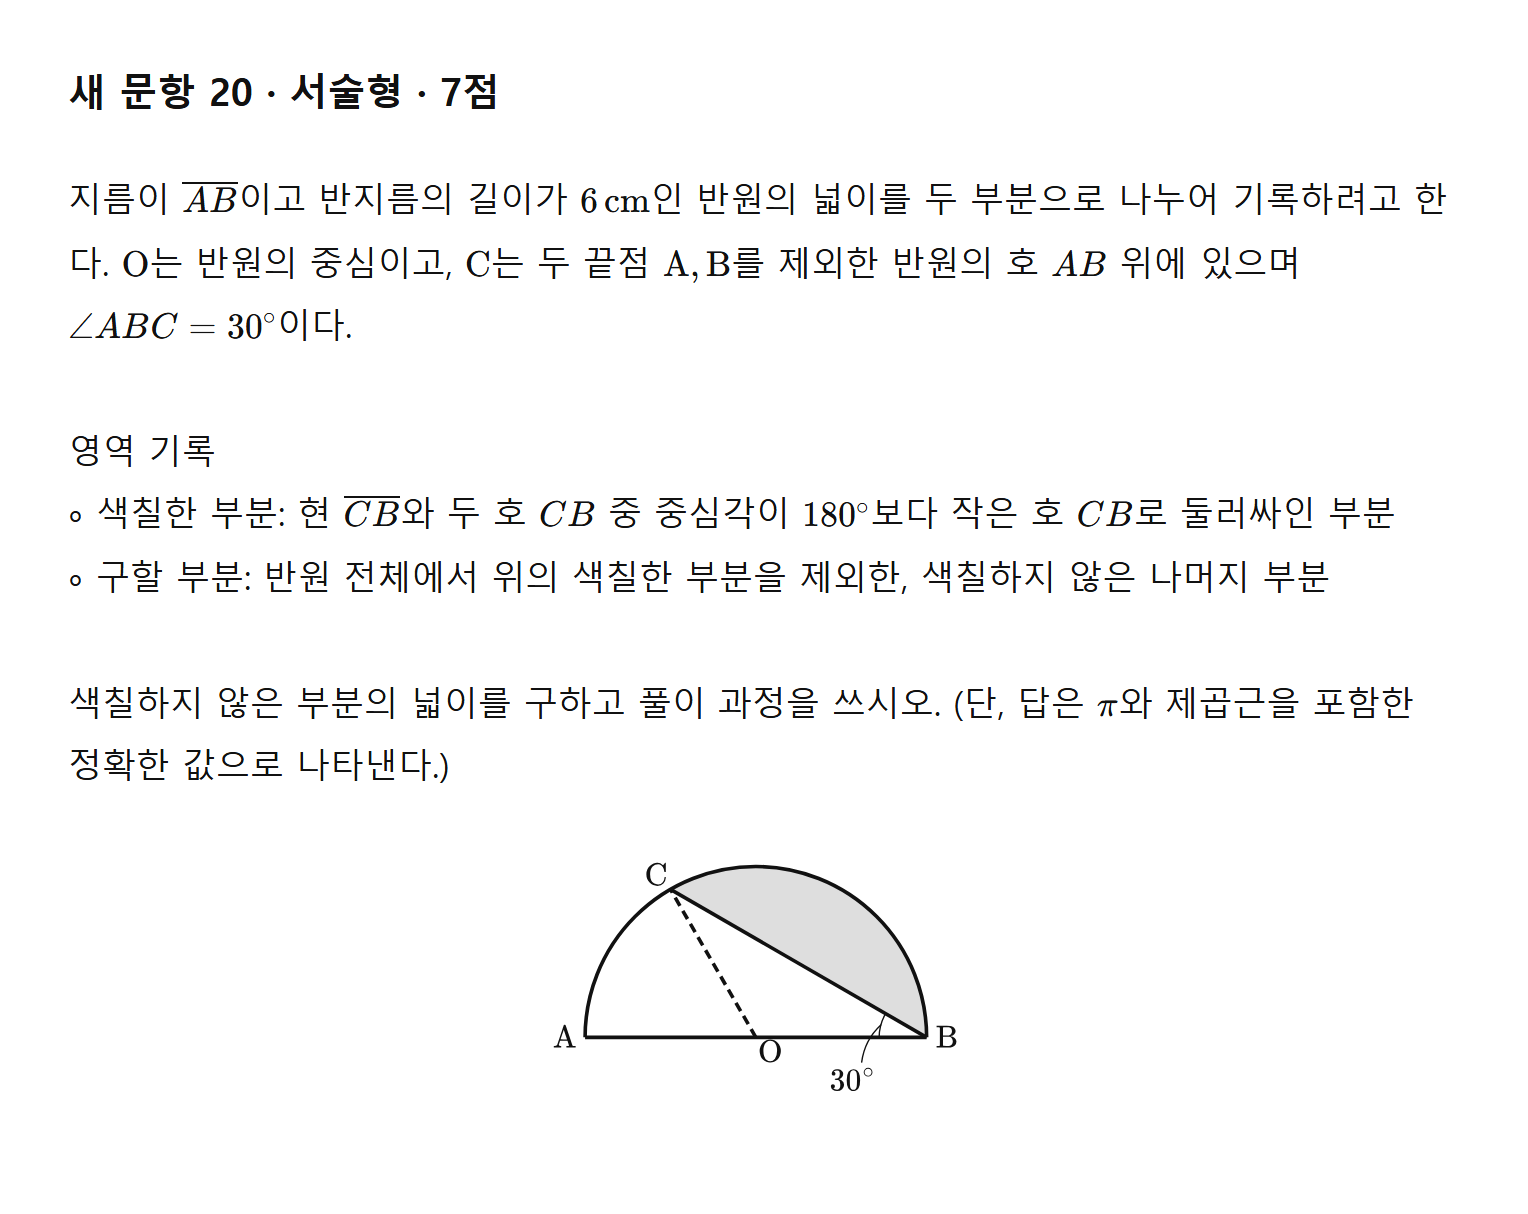 새 문항 20 · 서술형 · 7점
지름이 AB이고 반지름의 길이가 6 cm인 반원의 넓이를 두 부분으로 나누어 기록하려고 한
다. O는 반원의 중심이고, C는 두 끝점 A, B를 제외한 반원의 호 AB 위에 있으며
∠ABC = 30°이다.
영역 기록
∘ 색칠한 부분: 현 CB와 두 호 CB 중 중심각이 180°보다 작은 호 CB로 둘러싸인 부분
∘ 구할 부분: 반원 전체에서 위의 색칠한 부분을 제외한, 색칠하지 않은 나머지 부분
색칠하지 않은 부분의 넓이를 구하고 풀이 과정을 쓰시오. (단, 답은 π와 제곱근을 포함한
정확한 값으로 나타낸다.)
C
A
O
B
30°